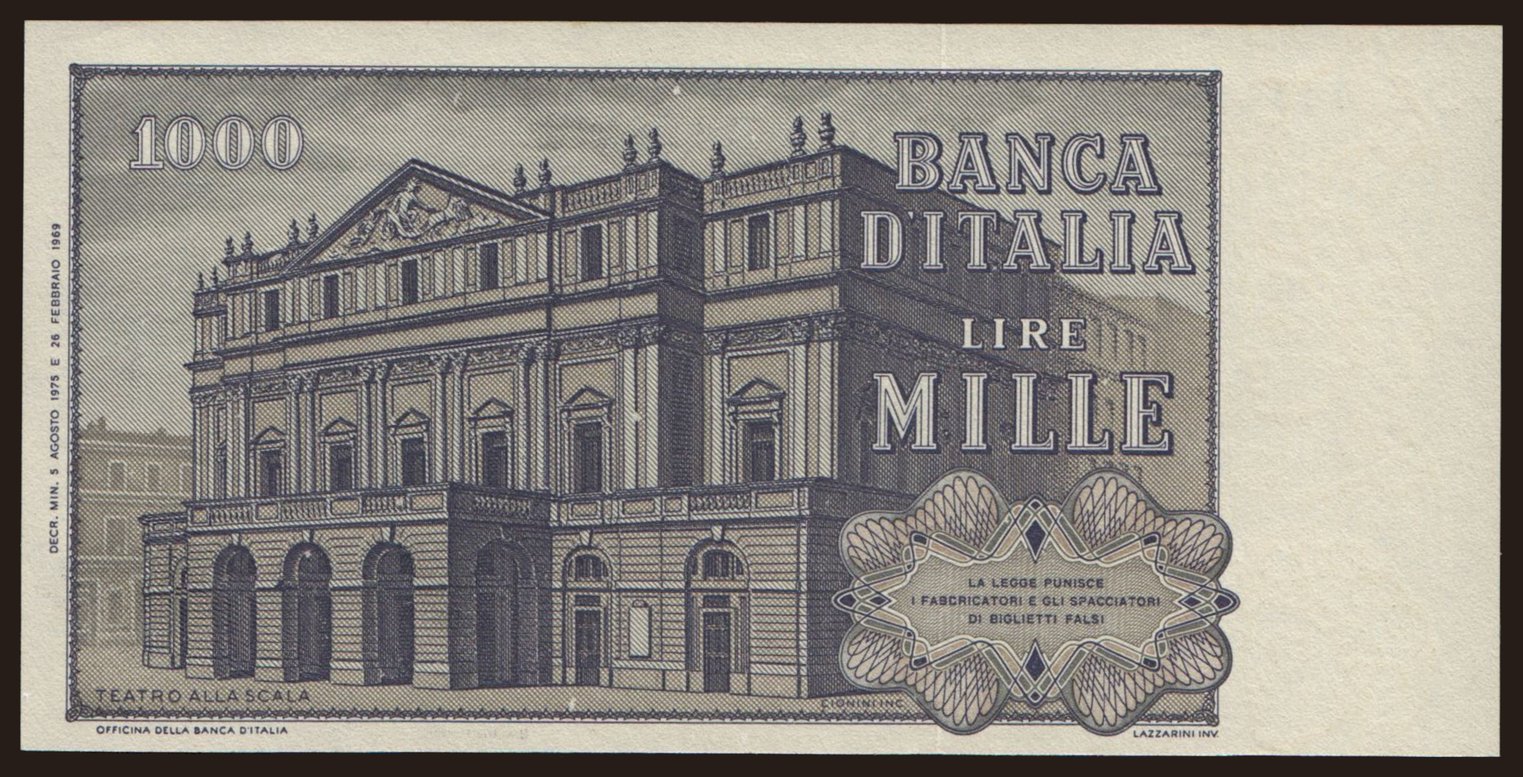 1000
BANCA
D'ITALIA
LIRE
MILLE
DECR. MIN. 5 AGOSTO 1975 E 26 FEBBRAIO 1969
LA LEGGE PUNISCE
I FABBRICATORI E GLI SPACCIATORI
DI BIGLIETTI FALSI
TEATRO ALLA SCALA
CIONINI INC.
OFFICINA DELLA BANCA D'ITALIA
LAZZARINI INV.